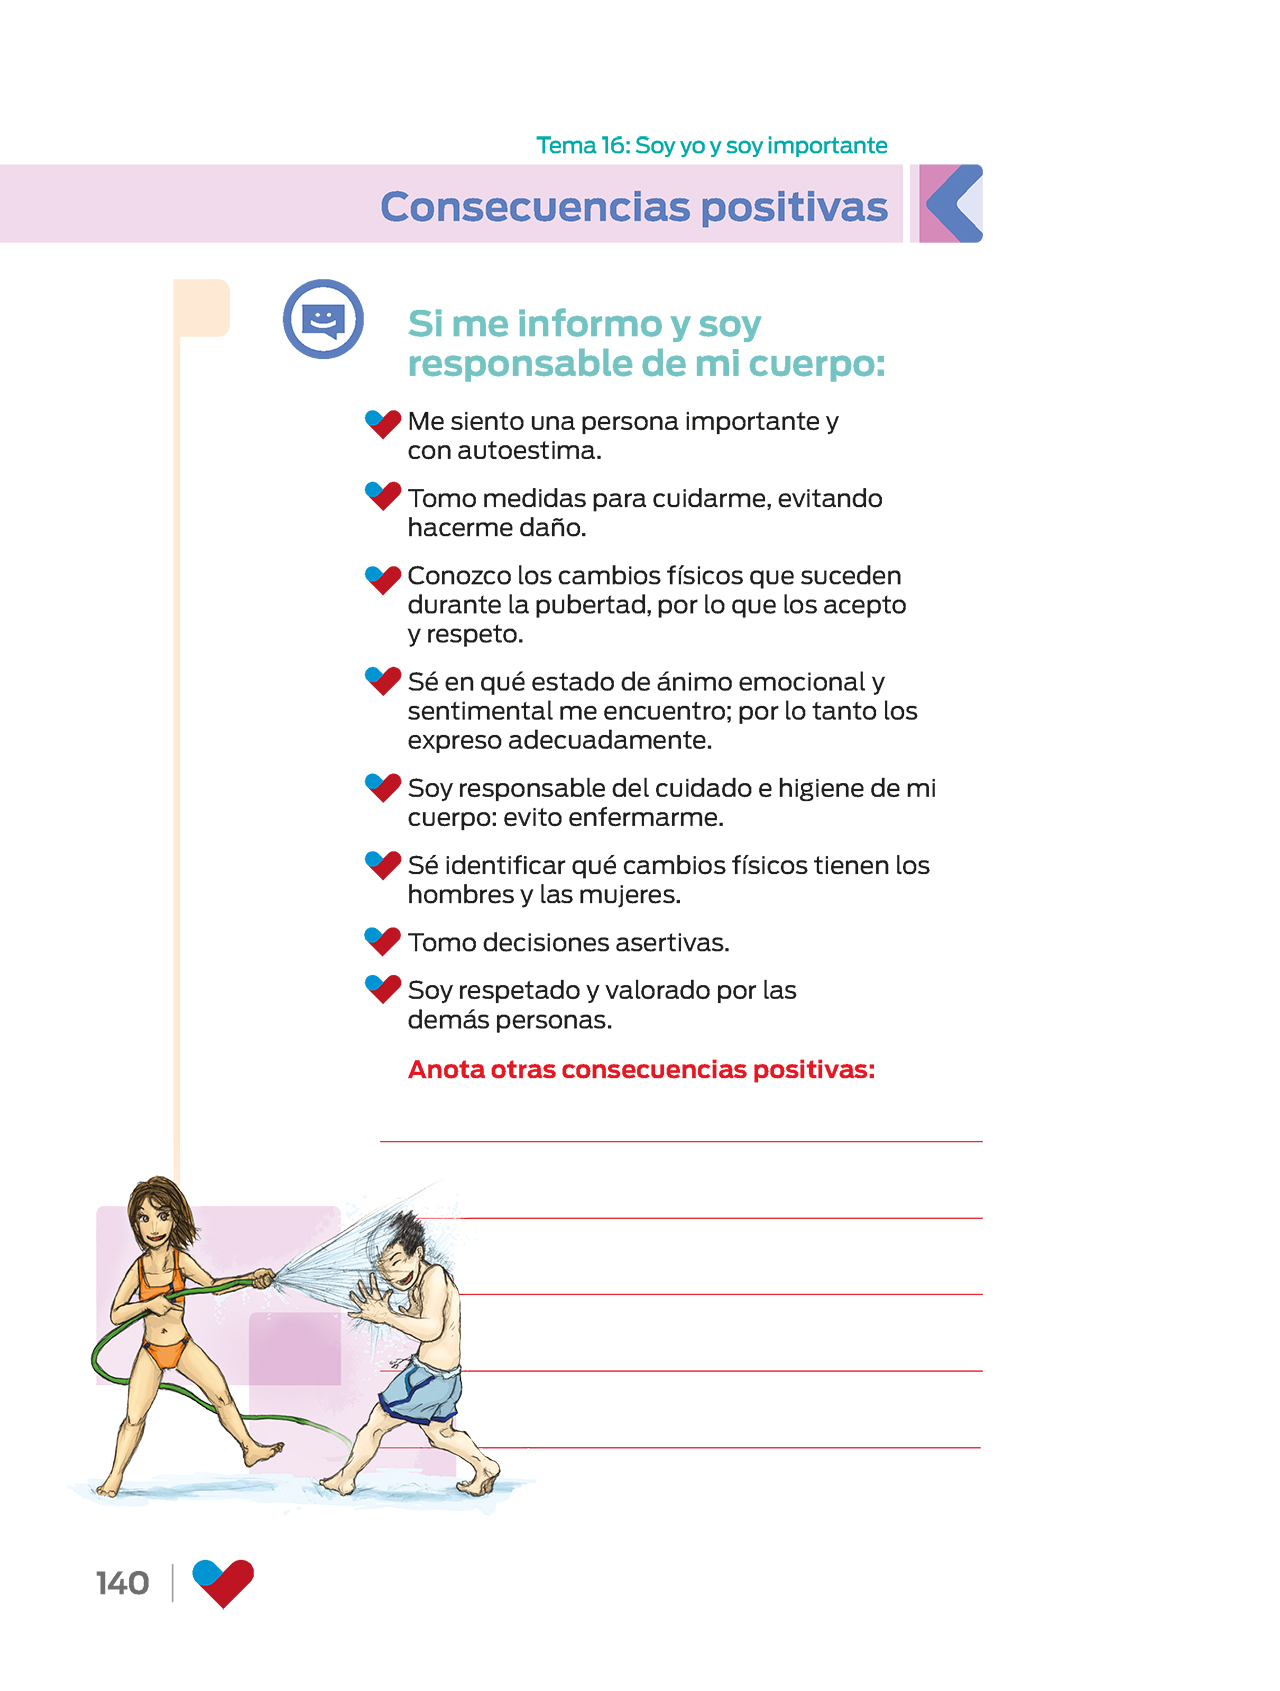 Tema 16: Soy yo y soy importante
Consecuencias positivas
Si me informo y soy
responsable de mi cuerpo:
Me siento una persona importante y
con autoestima.
Tomo medidas para cuidarme, evitando
hacerme daño.
Conozco los cambios físicos que suceden
durante la pubertad, por lo que los acepto
y respeto.
Sé en qué estado de ánimo emocional y
sentimental me encuentro; por lo tanto los
expreso adecuadamente.
Soy responsable del cuidado e higiene de mi
cuerpo: evito enfermarme.
Sé identificar qué cambios físicos tienen los
hombres y las mujeres.
Tomo decisiones asertivas.
Soy respetado y valorado por las
demás personas.
Anota otras consecuencias positivas:
140